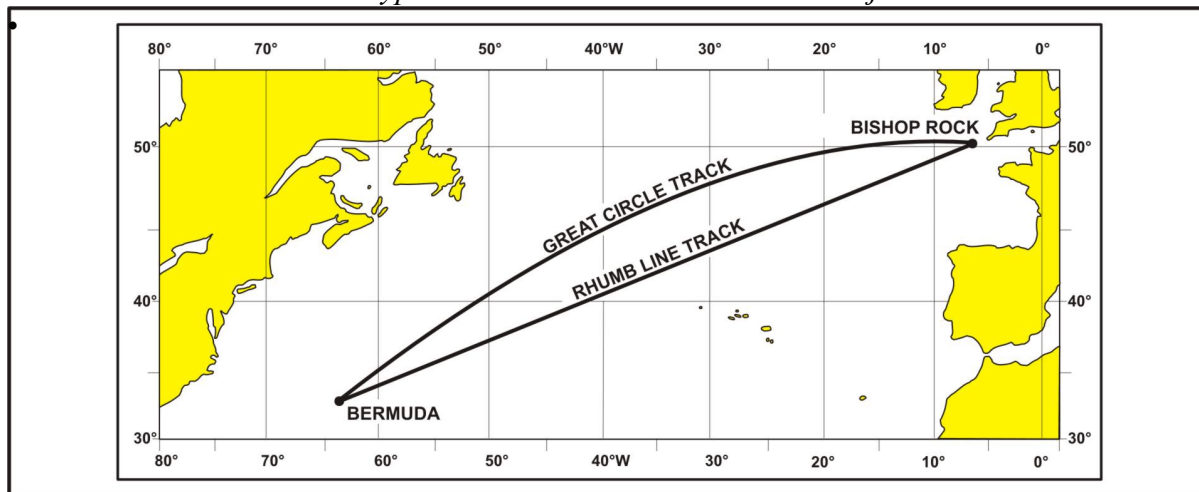 80° 70° 60° 50° 40°W 30° 20° 10° 0°
BISHOP ROCK
50° 50°
GREAT CIRCLE TRACK
RHUMB LINE TRACK
40° 40°
BERMUDA
30° 30°
80° 70° 60° 50° 40°W 30° 20° 10° 0°